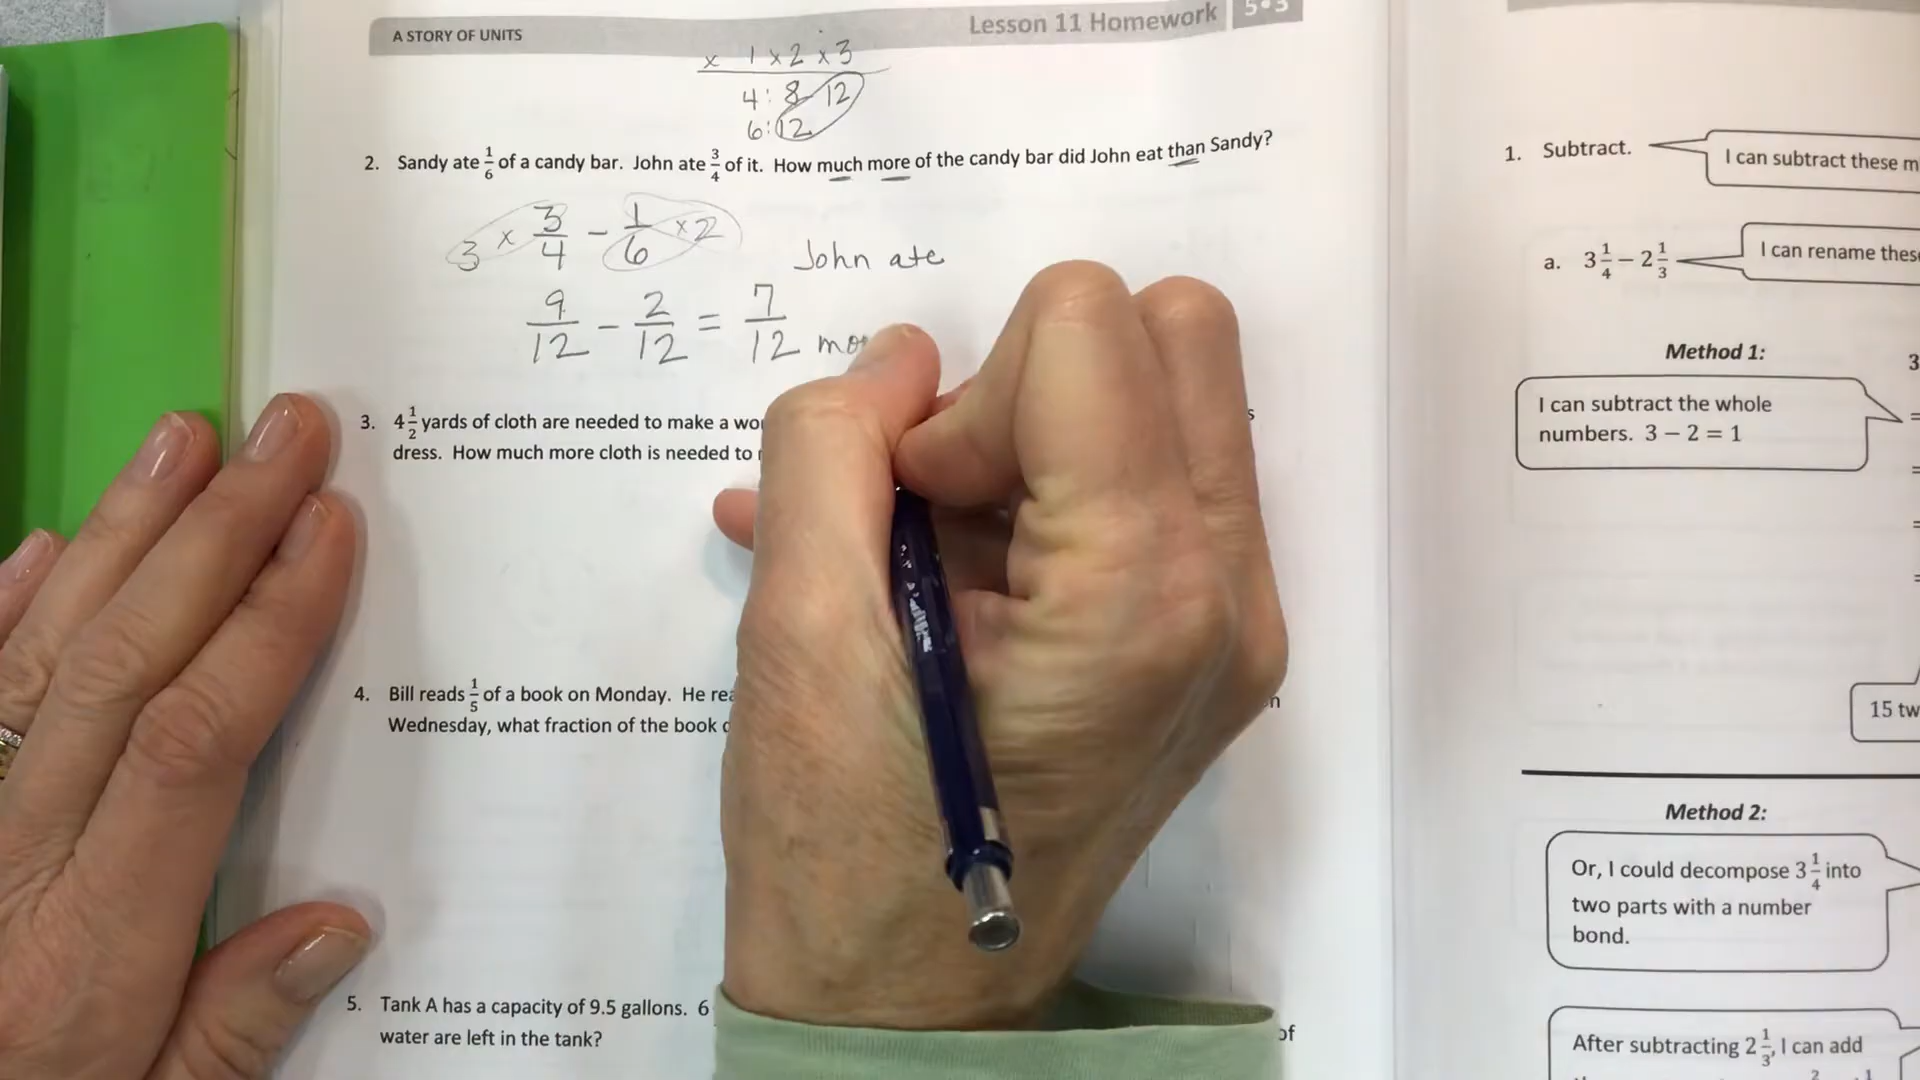 A STORY OF UNITS
Lesson 11 Homework 5•3
x 1 x 2 x 3
4: 8 12
6: 12
2. Sandy ate 1/6 of a candy bar. John ate 3/4 of it. How much more of the candy bar did John eat than Sandy?
3 x 3/4 - 1/6 x 2
John ate
9/12 - 2/12 = 7/12
3. 4 1/2 yards of cloth are needed to make a
dress. How much more cloth is needed to
4. Bill reads 1/5 of a book on Monday. He
Wednesday, what fraction of the book
5. Tank A has a capacity of 9.5 gallons. 6
of
water are left in the tank?
1. Subtract.
I can subtract these
a. 3 1/4 − 2 1/3
I can rename
Method 1:
3
I can subtract the whole
numbers. 3 − 2 = 1
=
=
=
=
15
Method 2:
Or, I could decompose 3 1/4 into
two parts with a number
bond.
After subtracting 2 1/3, I can add